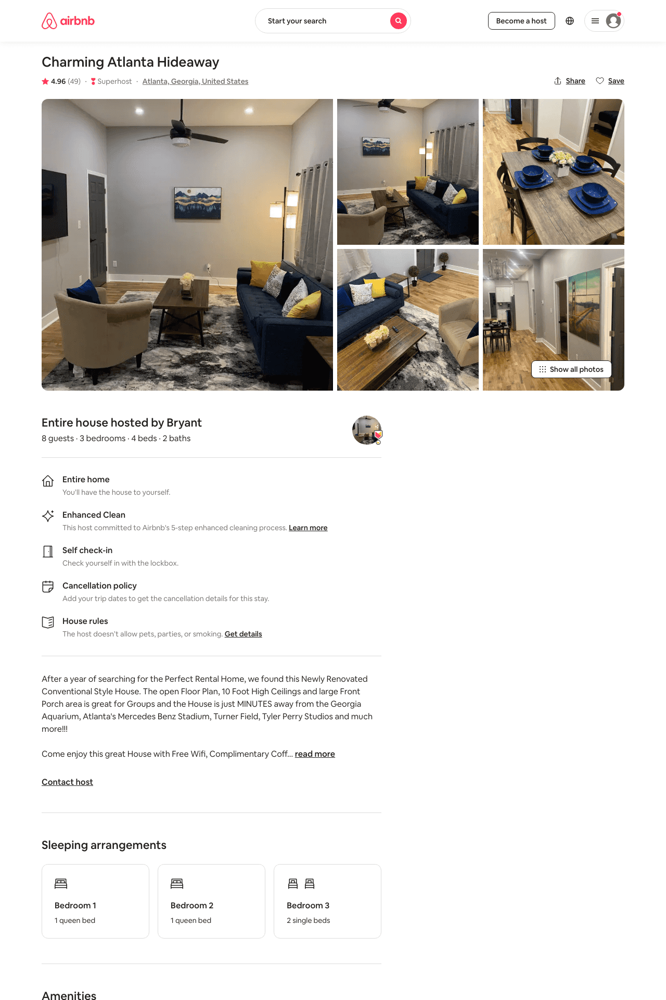 airbnb
Start your search
Become a host
Charming Atlanta Hideaway
4.96 (49) · Superhost · Atlanta, Georgia, United States
Share
Save
Show all photos
Entire house hosted by Bryant
8 guests · 3 bedrooms · 4 beds · 2 baths
Entire home
You’ll have the house to yourself.
Enhanced Clean
This host committed to Airbnb's 5-step enhanced cleaning process. Learn more
Self check-in
Check yourself in with the lockbox.
Cancellation policy
Add your trip dates to get the cancellation details for this stay.
House rules
The host doesn’t allow pets, parties, or smoking. Get details
After a year of searching for the Perfect Rental Home, we found this Newly Renovated
Conventional Style House. The open Floor Plan, 10 Foot High Ceilings and large Front
Porch area is great for Groups and the House is just MINUTES away from the Georgia
Aquarium, Atlanta's Mercedes Benz Stadium, Turner Field, Tyler Perry Studios and much
more!!!
Come enjoy this great House with Free Wifi, Complimentary Coff... read more
Contact host
Sleeping arrangements
Bedroom 1
1 queen bed
Bedroom 2
1 queen bed
Bedroom 3
2 single beds
Amenities